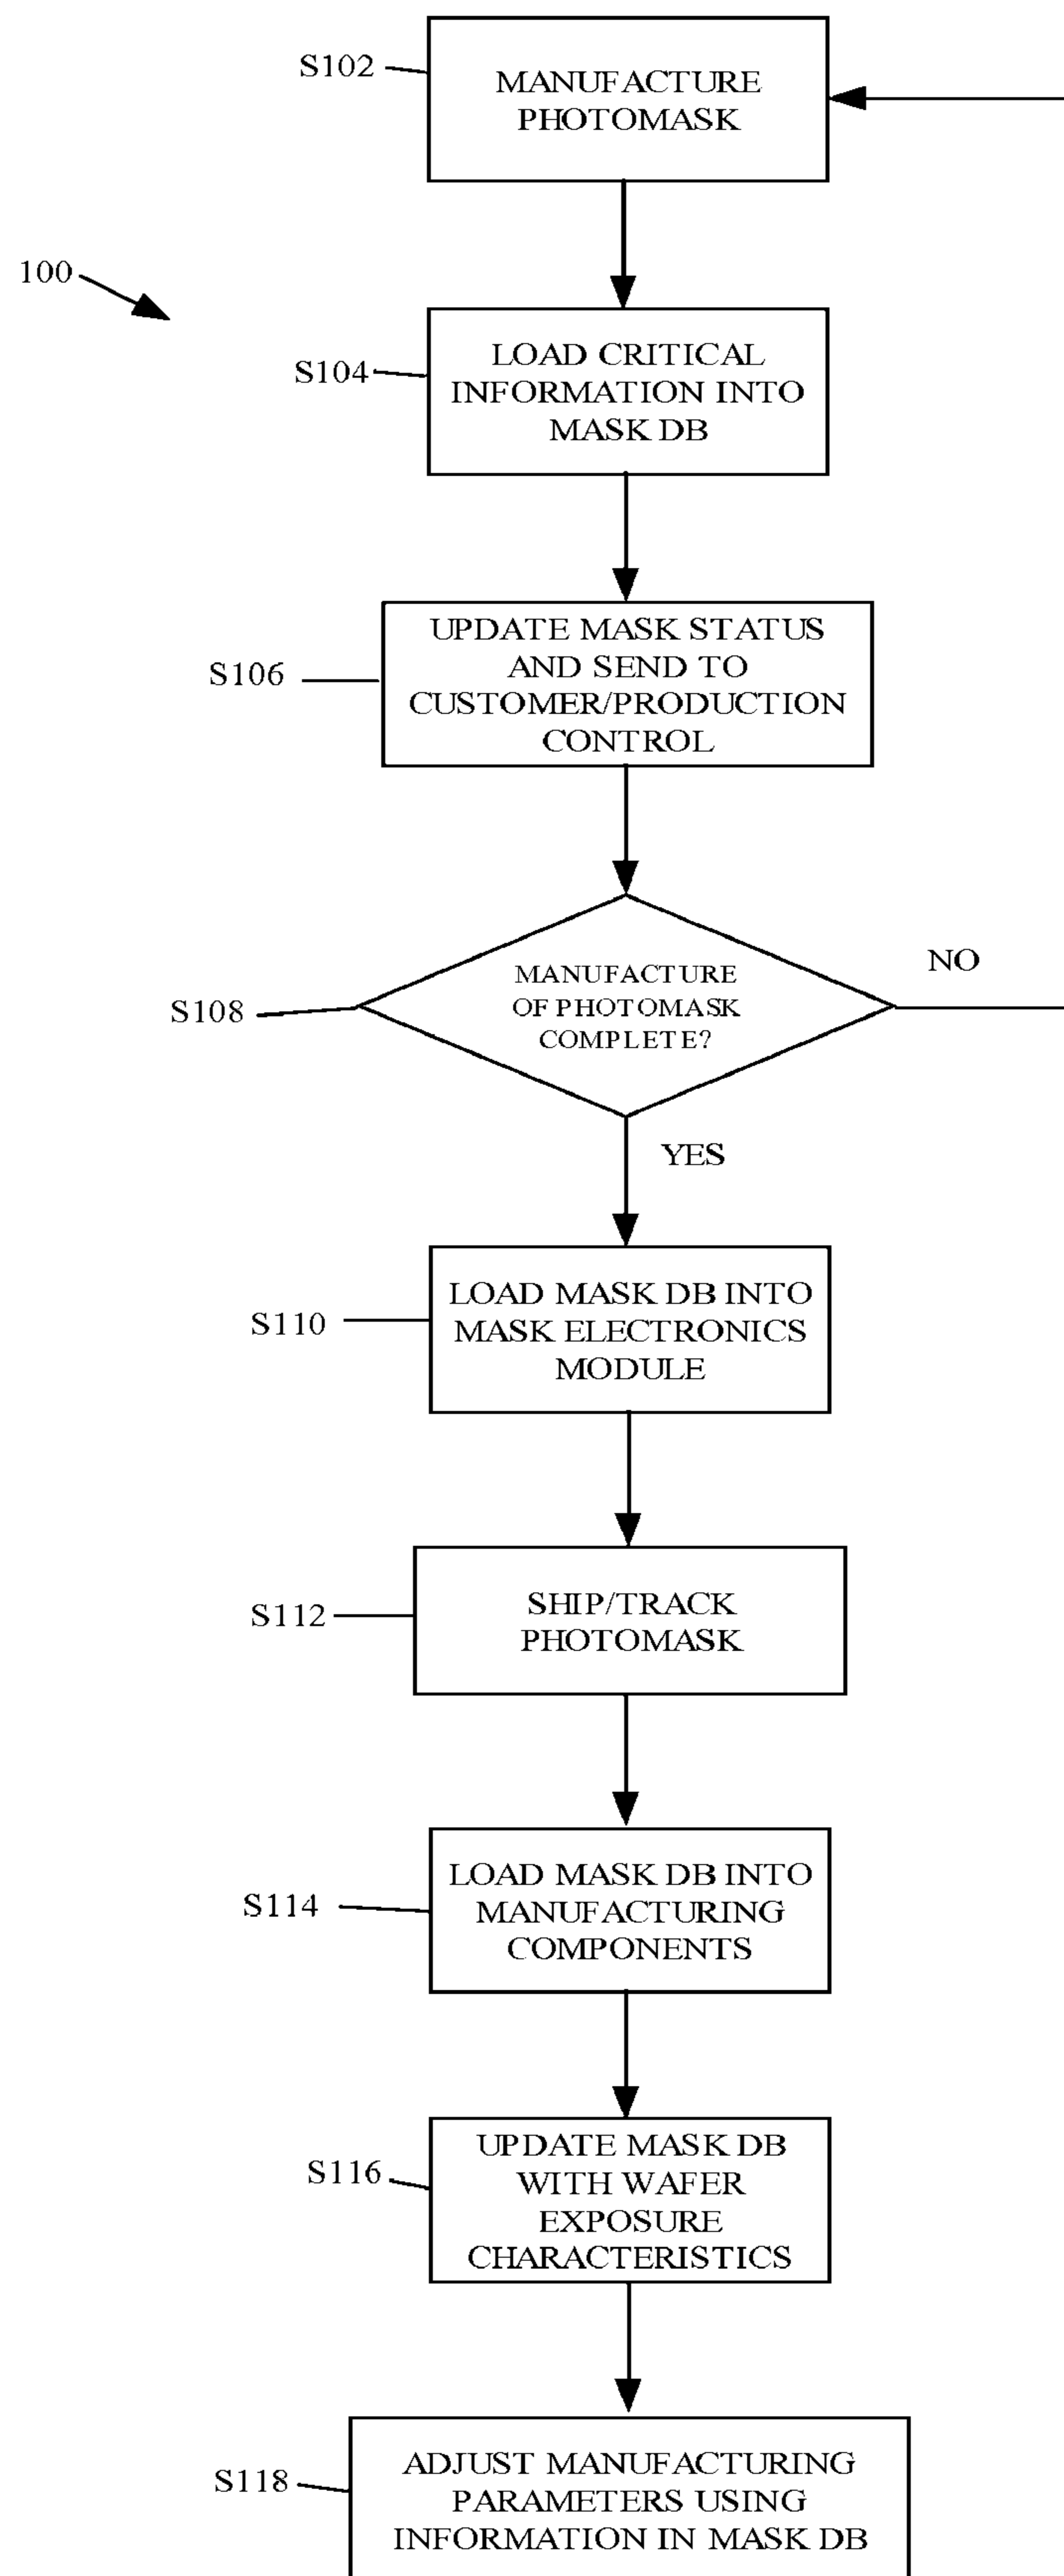 S102
MANUFACTURE
PHOTOMASK
100
S104
LOAD CRITICAL
INFORMATION INTO
MASK DB
S106
UPDATE MASK STATUS
AND SEND TO
CUSTOMER/PRODUCTION
CONTROL
S108
MANUFACTURE
OF PHOTOMASK
COMPLETE?
NO
YES
S110
LOAD MASK DB INTO
MASK ELECTRONICS
MODULE
S112
SHIP/TRACK
PHOTOMASK
S114
LOAD MASK DB INTO
MANUFACTURING
COMPONENTS
S116
UPDATE MASK DB
WITH WAFER
EXPOSURE
CHARACTERISTICS
S118
ADJUST MANUFACTURING
PARAMETERS USING
INFORMATION IN MASK DB